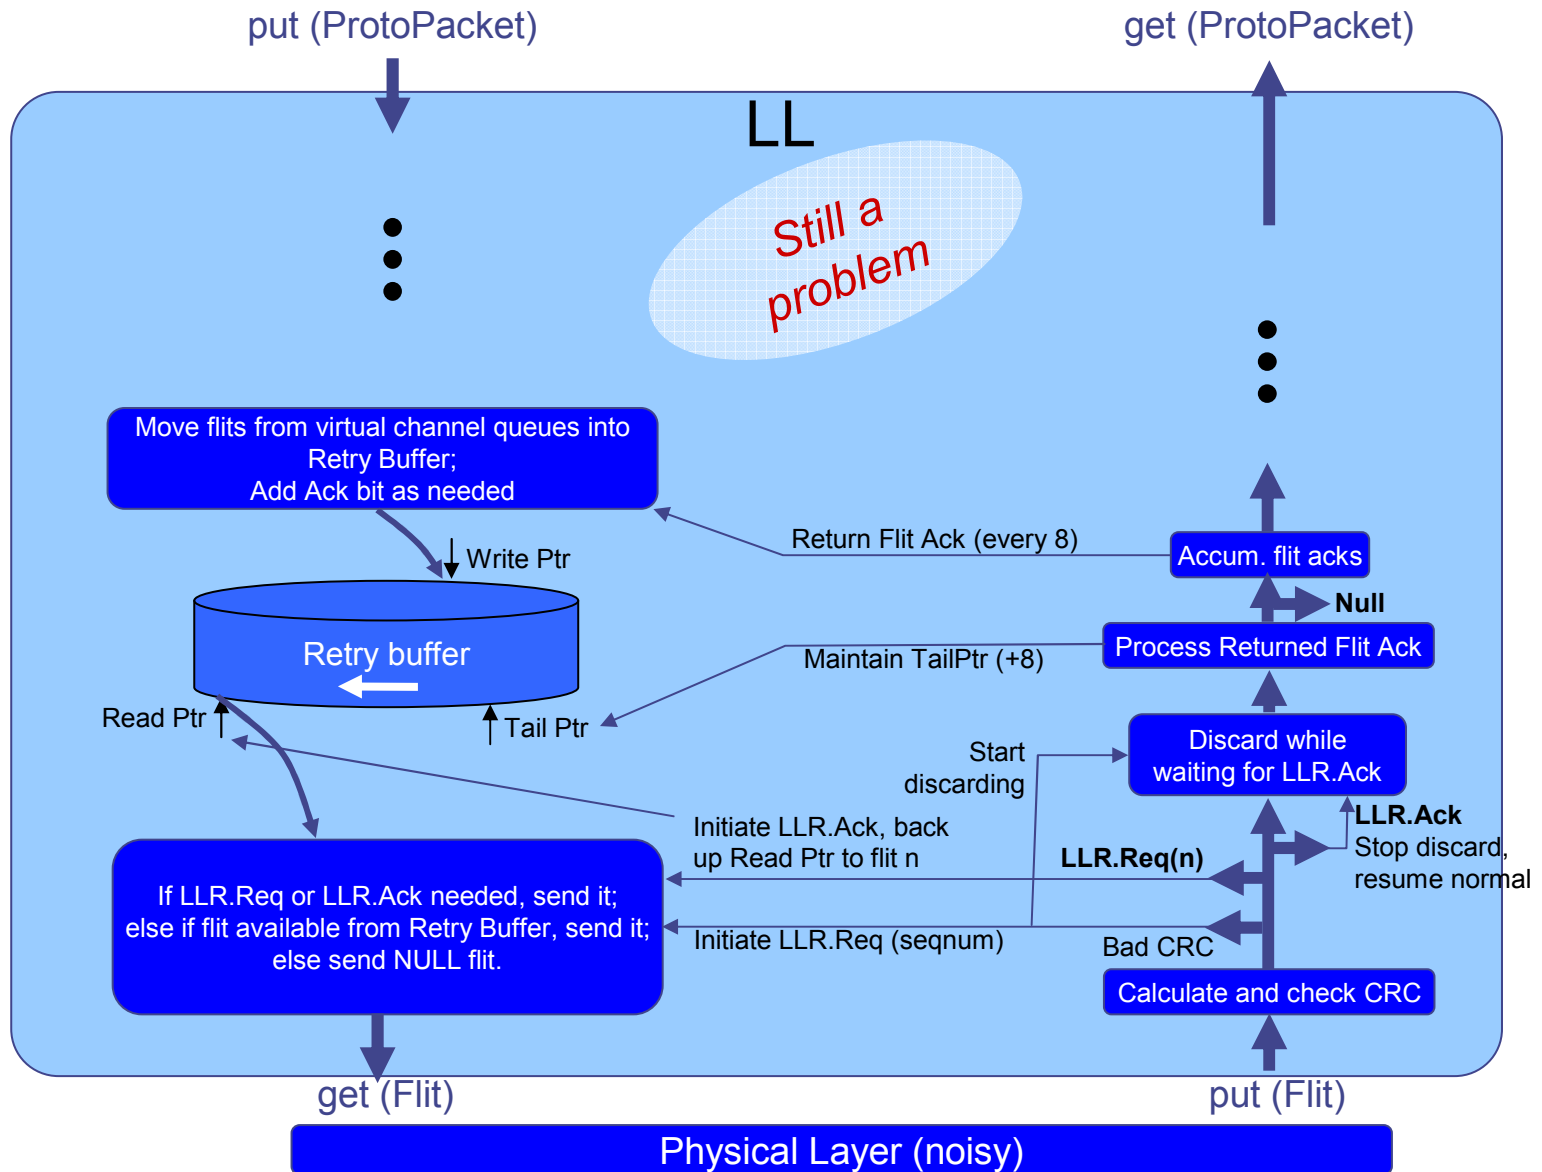 put (ProtoPacket)
get (ProtoPacket)
LL
Still a
problem
Move flits from virtual channel queues into
Retry Buffer;
Add Ack bit as needed
Return Flit Ack (every 8)
Accum. flit acks
Write Ptr
Null
Retry buffer
Maintain TailPtr (+8)
Process Returned Flit Ack
Read Ptr
Tail Ptr
Start
discarding
Discard while
waiting for LLR.Ack
Initiate LLR.Ack, back
up Read Ptr to flit n
LLR.Req(n)
LLR.Ack
Stop discard,
resume normal
If LLR.Req or LLR.Ack needed, send it;
else if flit available from Retry Buffer, send it;
else send NULL flit.
Initiate LLR.Req (seqnum)
Bad CRC
Calculate and check CRC
get (Flit)
put (Flit)
Physical Layer (noisy)